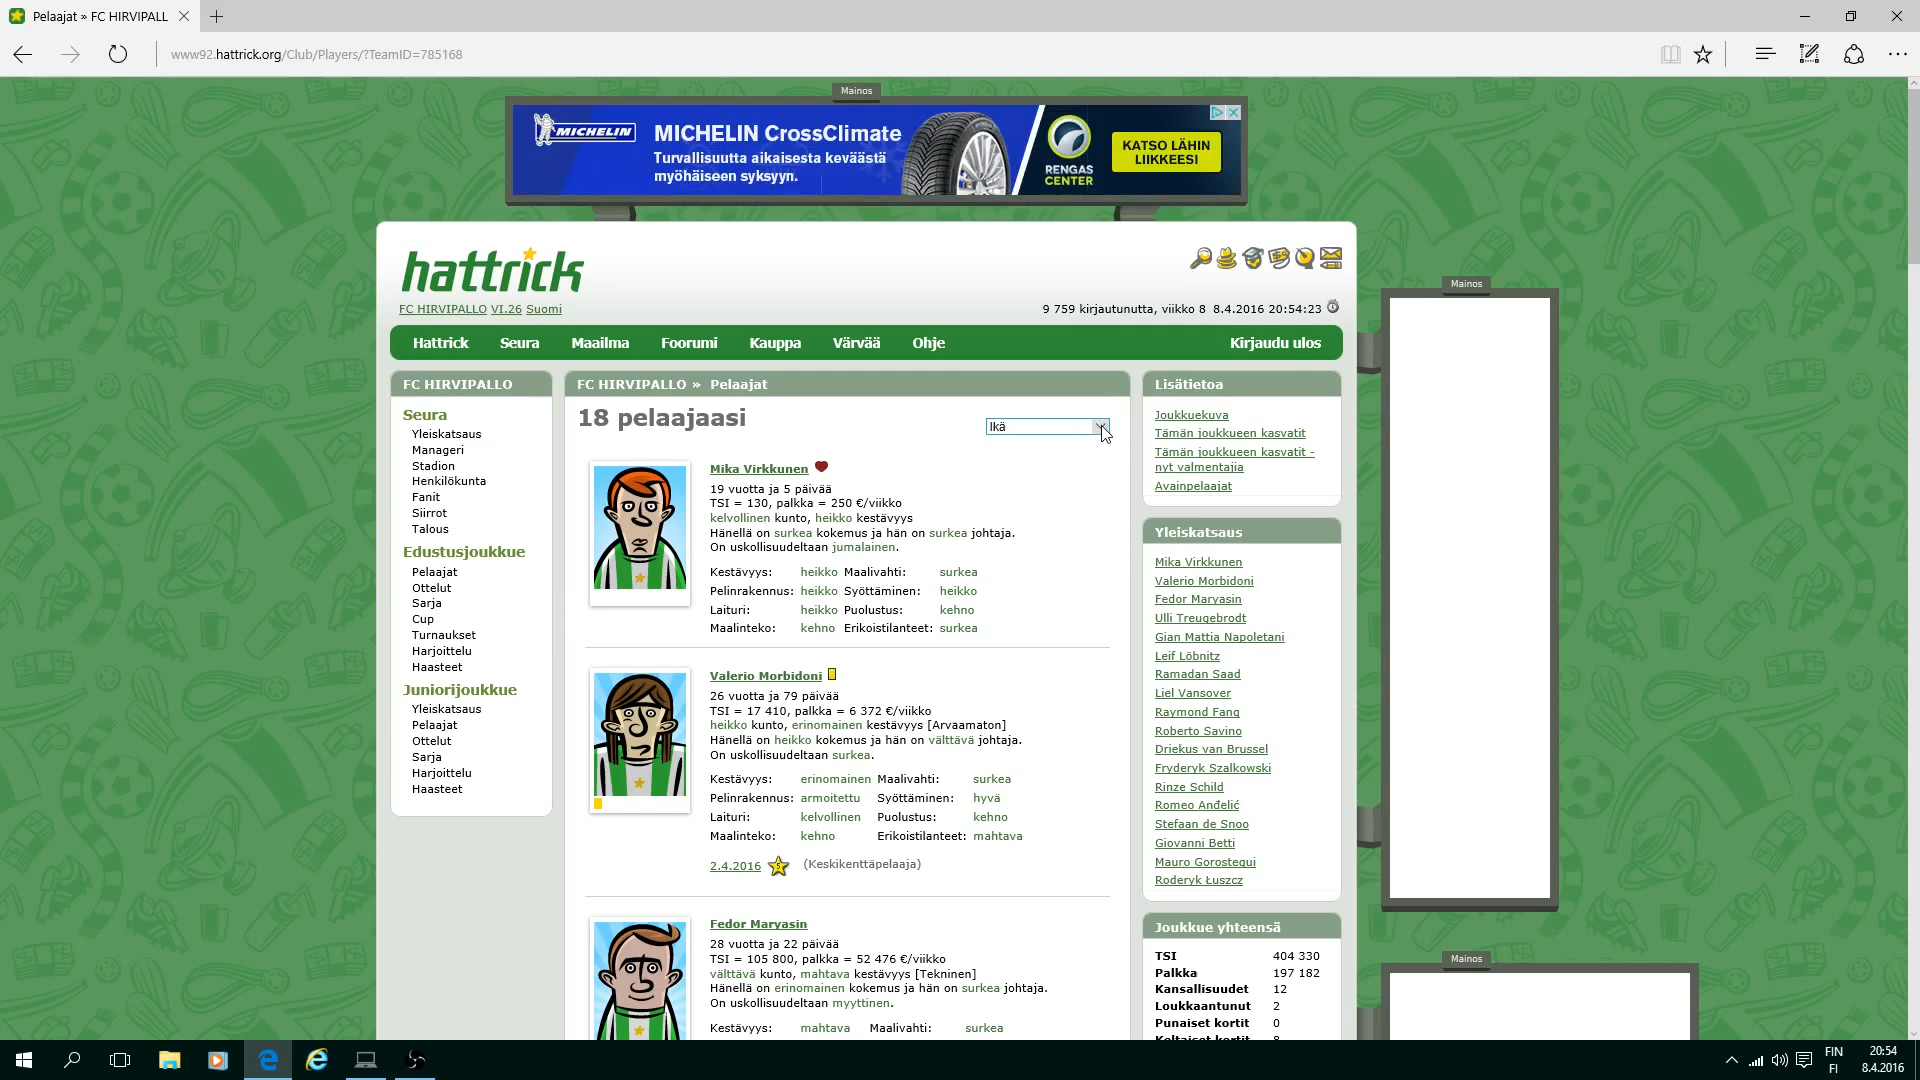 Pelaajat » FC HIRVIPALL
www92.hattrick.org/Club/Players/?TeamID=785168
Mainos
MICHELIN
MICHELIN CrossClimate
Turvallisuutta aikaisesta keväästä
myöhäiseen syksyyn.
RENGAS
CENTER
KATSO LÄHIN
LIIKKEESI
hattrick
FC HIRVIPALLO VI.26 Suomi
9 759 kirjautunutta, viikko 8 8.4.2016 20:54:23
Hattrick Seura Maailma Foorumi Kauppa Värvää Ohje Kirjaudu ulos
FC HIRVIPALLO
Seura
Yleiskatsaus
Manageri
Stadion
Henkilökunta
Fanit
Siirrot
Talous
Edustusjoukkue
Pelaajat
Ottelut
Sarja
Cup
Turnaukset
Harjoittelu
Haasteet
Juniorijoukkue
Yleiskatsaus
Pelaajat
Ottelut
Sarja
Harjoittelu
Haasteet
FC HIRVIPALLO » Pelaajat
18 pelaajaasi
Ikä
Mika Virkkunen
19 vuotta ja 5 päivää
TSI = 130, palkka = 250 €/viikko
kelvollinen kunto, heikko kestävyys
Hänellä on surkea kokemus ja hän on surkea johtaja.
On uskollisuudeltaan jumalainen.
Kestävyys: heikko Maalivahti: surkea
Pelinrakennus: heikko Syöttäminen: heikko
Laituri: heikko Puolustus: kehno
Maalinteko: kehno Erikoistilanteet: surkea
Valerio Morbidoni
26 vuotta ja 79 päivää
TSI = 17 410, palkka = 6 372 €/viikko
heikko kunto, erinomainen kestävyys [Arvaamaton]
Hänellä on heikko kokemus ja hän on välttävä johtaja.
On uskollisuudeltaan surkea.
Kestävyys: erinomainen Maalivahti: surkea
Pelinrakennus: armoitettu Syöttäminen: hyvä
Laituri: kelvollinen Puolustus: kehno
Maalinteko: kehno Erikoistilanteet: mahtava
2.4.2016 5 (Keskikenttäpelaaja)
Fedor Maryasin
28 vuotta ja 22 päivää
TSI = 105 800, palkka = 52 476 €/viikko
välttävä kunto, mahtava kestävyys [Tekninen]
Hänellä on erinomainen kokemus ja hän on surkea johtaja.
On uskollisuudeltaan myyttinen.
Kestävyys: mahtava Maalivahti: surkea
Lisätietoa
Joukkuekuva
Tämän joukkueen kasvatit
Tämän joukkueen kasvatit -
nyt valmentajia
Avainpelaajat
Yleiskatsaus
Mika Virkkunen
Valerio Morbidoni
Fedor Maryasin
Ulli Treugebrodt
Gian Mattia Napoletani
Leif Löbnitz
Ramadan Saad
Liel Vansover
Raymond Fang
Roberto Savino
Driekus van Brussel
Fryderyk Szalkowski
Rinze Schild
Romeo Anđelić
Stefaan de Snoo
Giovanni Betti
Mauro Gorostegui
Roderyk Łuszcz
Joukkue yhteensä
TSI 404 330
Palkka 197 182
Kansallisuudet 12
Loukkaantunut 2
Punaiset kortit 0
Keltaiset kortit 8
Mainos
Mainos
FIN
FI
20:54
8.4.2016